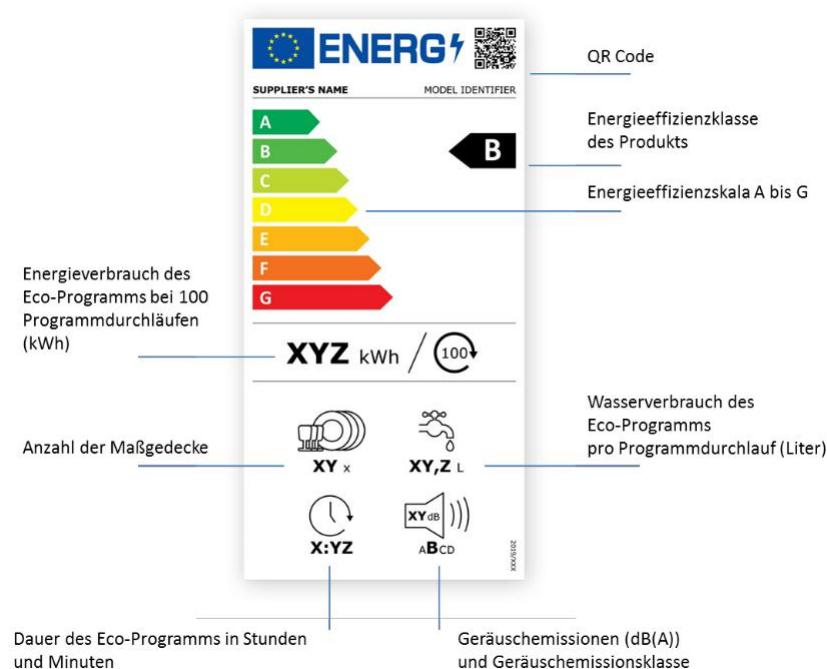 ENERG
QR Code
SUPPLIER'S NAME
MODEL IDENTIFIER
A
B
C
D
E
F
G
B
Energieeffizienzklasse
des Produkts
Energieeffizienzskala A bis G
Energieverbrauch des
Eco-Programms bei 100
Programmdurchläufen
(kWh)
XYZ kWh / 100
Anzahl der Maßgedecke
XY x
XY,Z L
Wasserverbrauch des
Eco-Programms
pro Programmdurchlauf (Liter)
X:YZ
XY dB
ABCD
2019/XXX
Dauer des Eco-Programms in Stunden
und Minuten
Geräuschemissionen (dB(A))
und Geräuschemissionsklasse